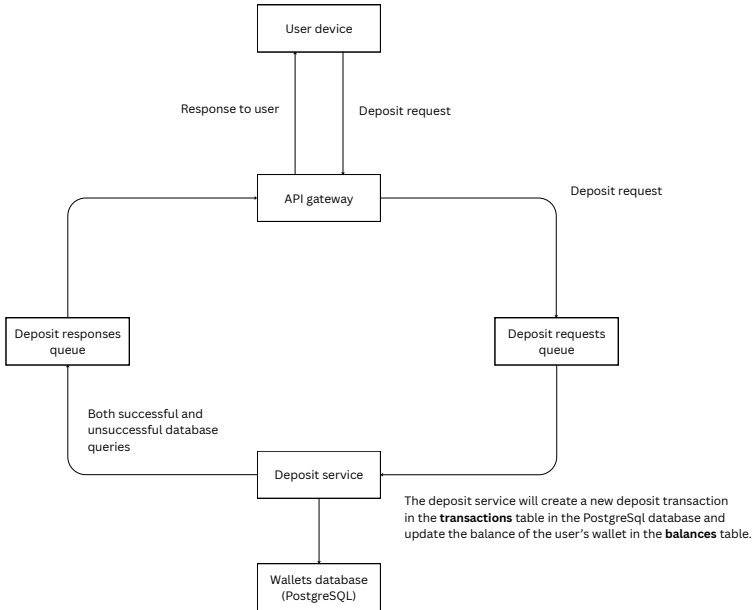 User device
Response to user
Deposit request
API gateway
Deposit request
Deposit responses
queue
Deposit requests
queue
Both successful and
unsuccessful database
queries
Deposit service
The deposit service will create a new deposit transaction
in the transactions table in the PostgreSql database and
update the balance of the user's wallet in the balances table.
Wallets database
(PostgreSQL)